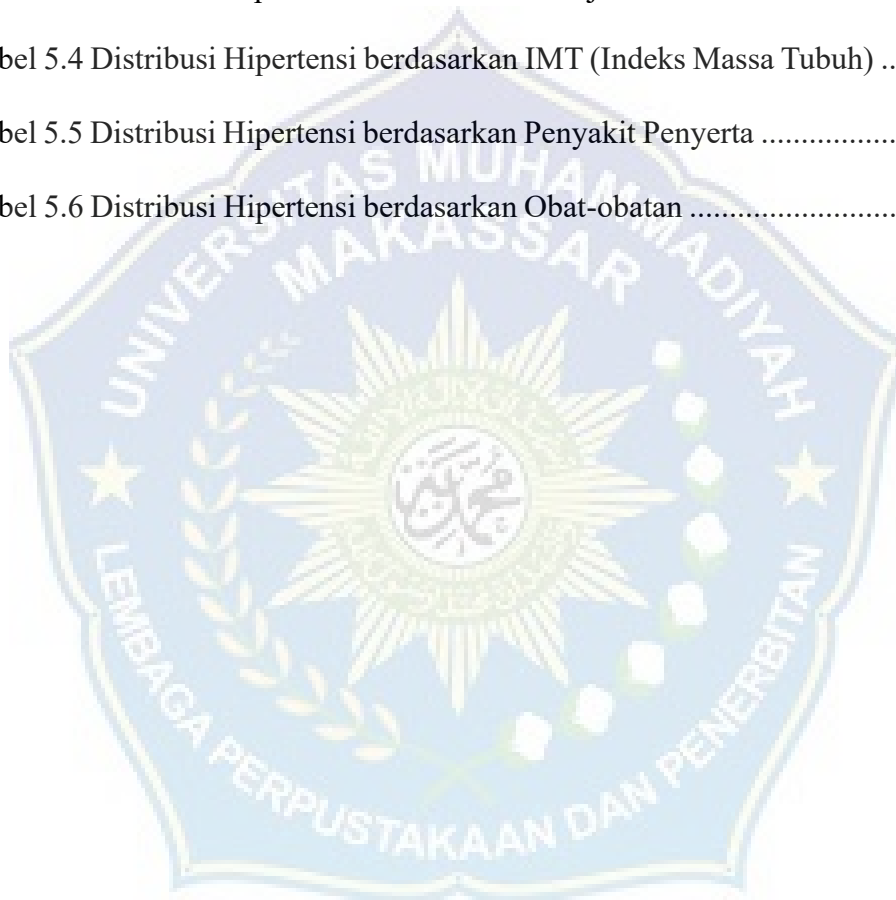 bel 5.4 Distribusi Hipertensi berdasarkan IMT (Indeks Massa Tubuh) ..
bel 5.5 Distribusi Hipertensi berdasarkan Penyakit Penyerta .................
bel 5.6 Distribusi Hipertensi berdasarkan Obat-obatan ..........................
UNIVERSITAS MUHAMMADIYAH
MAKASSAR
محمدية
LEMBAGA PERPUSTAKAAN DAN PENERBITAN